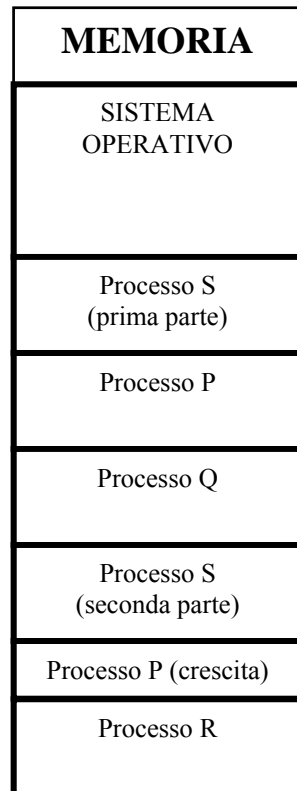 MEMORIA
SISTEMA
OPERATIVO
Processo S
(prima parte)
Processo P
Processo Q
Processo S
(seconda parte)
Processo P (crescita)
Processo R